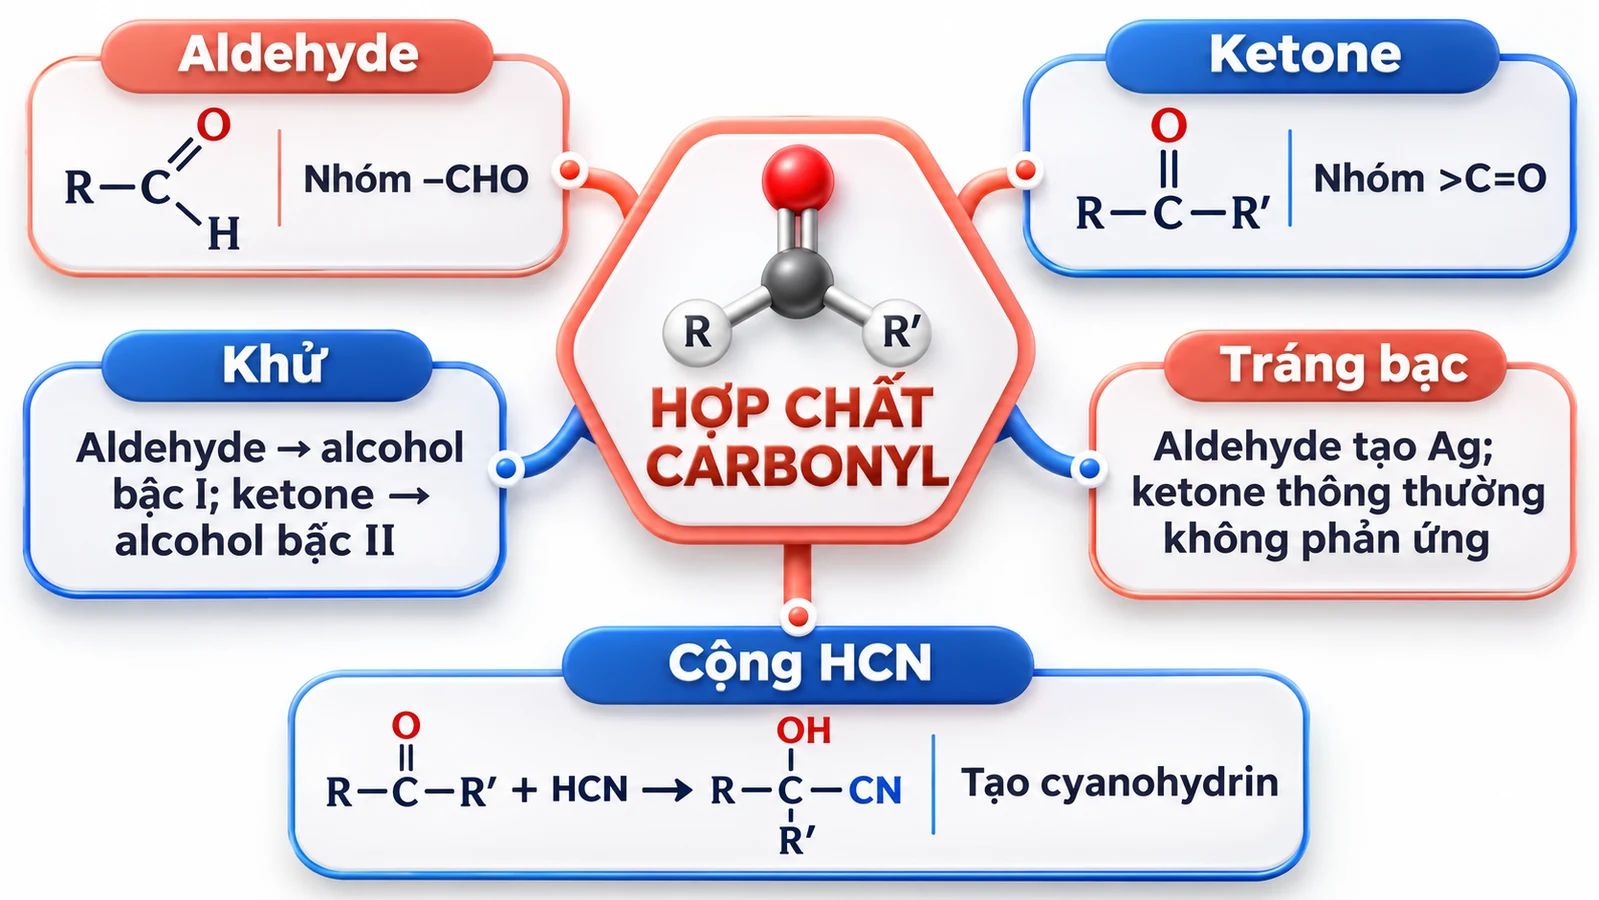 Aldehyde
O
R–C
H
Nhóm –CHO
Ketone
O
R–C–R'
Nhóm >C=O
R R'
HỢP CHẤT
CARBONYL
Khử
Aldehyde → alcohol
bậc I; ketone →
alcohol bấc II
Tráng bạc
Aldehyde tạo Ag;
ketone thông thường
không phản ứng
Cộng HCN
O OH
R–C–R' + HCN → R–C–CN
R'
Tạo cyanohydrin